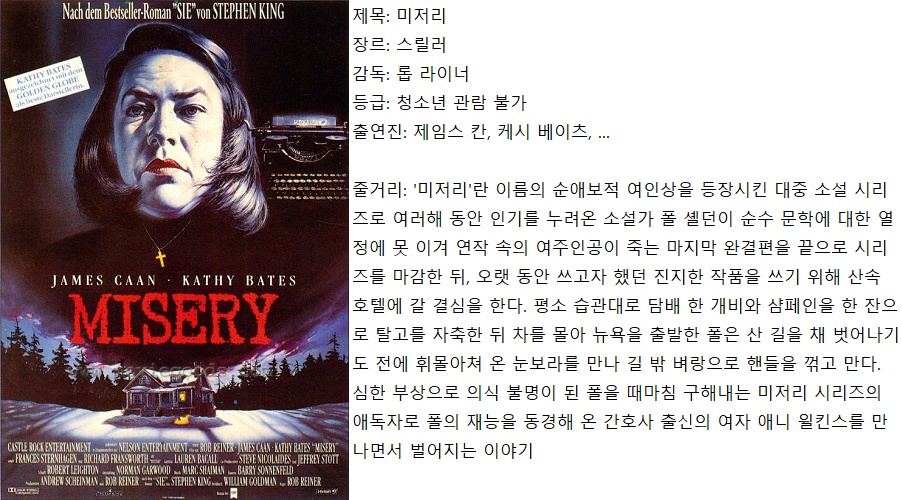 Nach dem Bestseller-Roman "SIE" von STEPHEN KING
KATHY BATES
ausgezeichnet mit dem
GOLDEN GLOBE
als beste Darstellerin.
JAMES CAAN · KATHY BATES
MISERY
CASTLE ROCK ENTERTAINMENT NELSON ENTERTAINMENT ROB REINER JAMES CAAN · KATHY BATES "MISERY"
FRANCES STERNHAGEN RICHARD FARNSWORTH LAUREN BACALL STEVE NICOLAIDES JEFFREY STOTT
ROBERT LEIGHTON NORMAN GARWOOD MARC SHAIMAN BARRY SONNENFELD
ANDREW SCHEINMAN ROB REINER "SIE" STEPHEN KING WILLIAM GOLDMAN ROB REINER
제목: 미저리
장르: 스릴러
감독: 롭 라이너
등급: 청소년 관람 불가
출연진: 제임스 칸, 케시 베이츠, ...
줄거리: '미저리'란 이름의 순애보적 여인상을 등장시킨 대중 소설 시리
즈로 여러해 동안 인기를 누려온 소설가 폴 셸던이 순수 문학에 대한 열
정에 못 이겨 연작 속의 여주인공이 죽는 마지막 완결편을 끝으로 시리
즈를 마감한 뒤, 오랫 동안 쓰고자 했던 진지한 작품을 쓰기 위해 산속
호텔에 갈 결심을 한다. 평소 습관대로 담배 한 개비와 샴페인을 한 잔으
로 탈고를 자축한 뒤 차를 몰아 뉴욕을 출발한 폴은 산 길을 채 벗어나기
도 전에 휘몰아쳐 온 눈보라를 만나 길 밖 벼랑으로 핸들을 꺾고 만다.
심한 부상으로 의식 불명이 된 폴을 때마침 구해내는 미저리 시리즈의
애독자로 폴의 재능을 동경해 온 간호사 출신의 여자 애니 윌킨스를 만
나면서 벌어지는 이야기